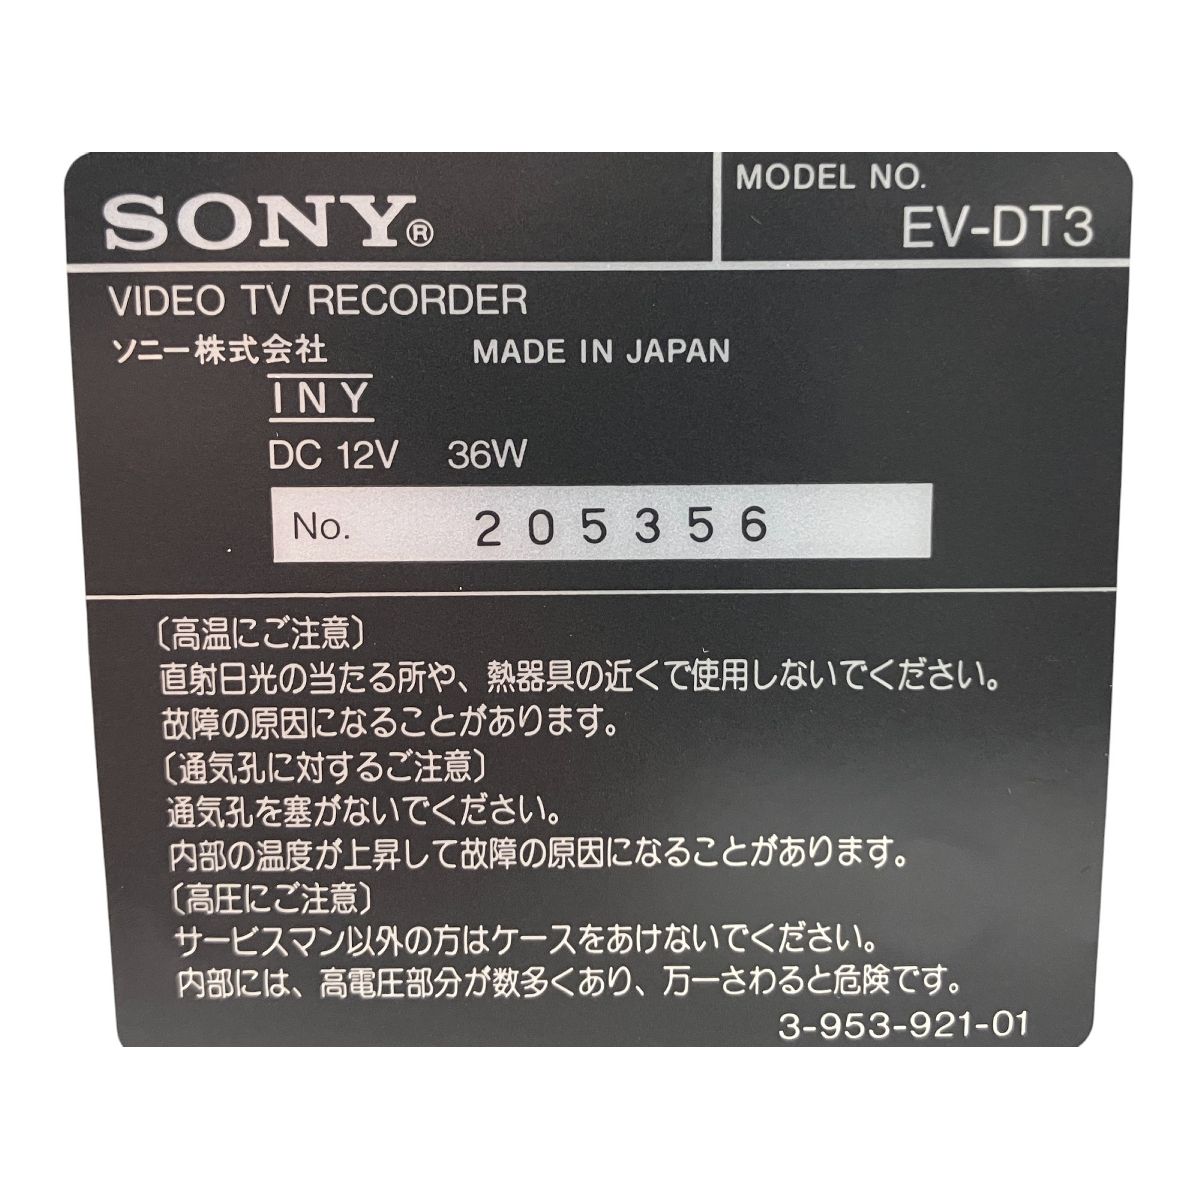 SONY®
MODEL NO.
EV-DT3
VIDEO TV RECORDER
ソニー株式会社 MADE IN JAPAN
INY
DC 12V 36W
No. 205356
〔高温にご注意〕
直射日光の当たる所や、熱器具の近くで使用しないでください。
故障の原因になることがあります。
〔通気孔に対するご注意〕
通気孔を塞がないでください。
内部の温度が上昇して故障の原因になることがあります。
〔高圧にご注意〕
サービスマン以外の方はケースをあけないでください。
内部には、高電圧部分が数多くあり、万一さわると危険です。
3-953-921-01